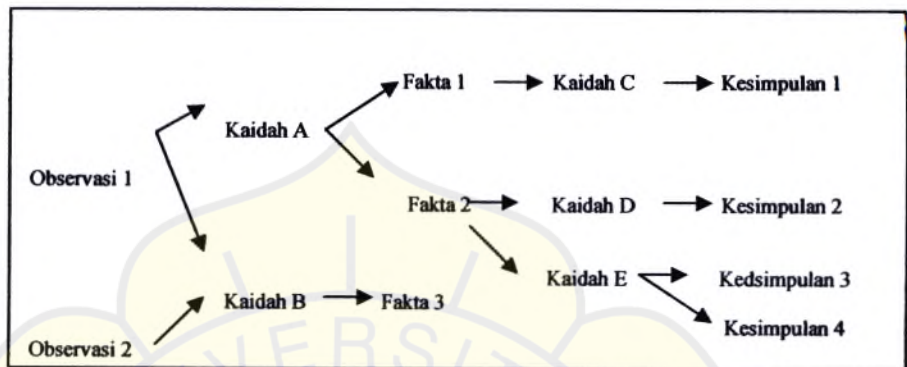 Fakta 1 Kaidah C Kesimpulan 1
Kaidah A
Observasi 1
Fakta 2 Kaidah D Kesimpulan 2
Kaidah E Kedsimpulan 3
Kaidah B Fakta 3
Kesimpulan 4
Observasi 2
VERSIT